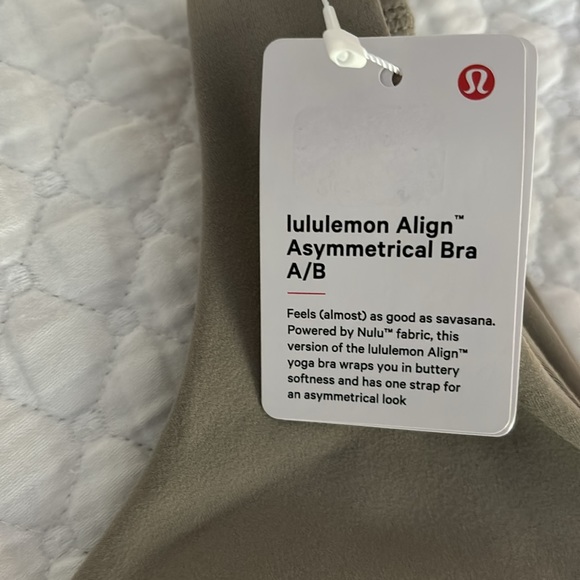 lululemon Align™
Asymmetrical Bra
A/B
Feels (almost) as good as savasana.
Powered by Nulu™ fabric, this
version of the lululemon Align™
yoga bra wraps you in buttery
softness and has one strap for
an asymmetrical look